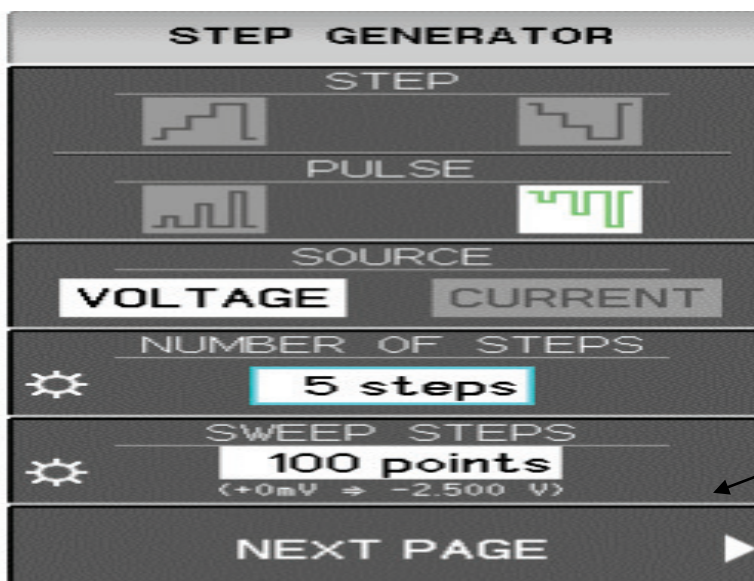 STEP GENERATOR
STEP
PULSE
SOURCE
VOLTAGE CURRENT
NUMBER OF STEPS
5 steps
SWEEP STEPS
100 points
(+0mV ⇒ -2.500 V)
NEXT PAGE